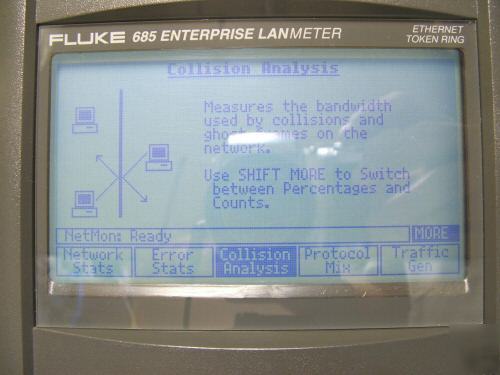 FLUKE 685 ENTERPRISE LANMETER
ETHERNET
TOKEN RING
Collision Analysis
Measures the bandwidth
used by collisions and
ghost frames on the
network.
Use SHIFT MORE to Switch
between Percentages and
Counts.
NetMon: Ready
MORE
Network
Stats
Error
Stats
Collision
Analysis
Protocol
Mix
Traffic
Gen